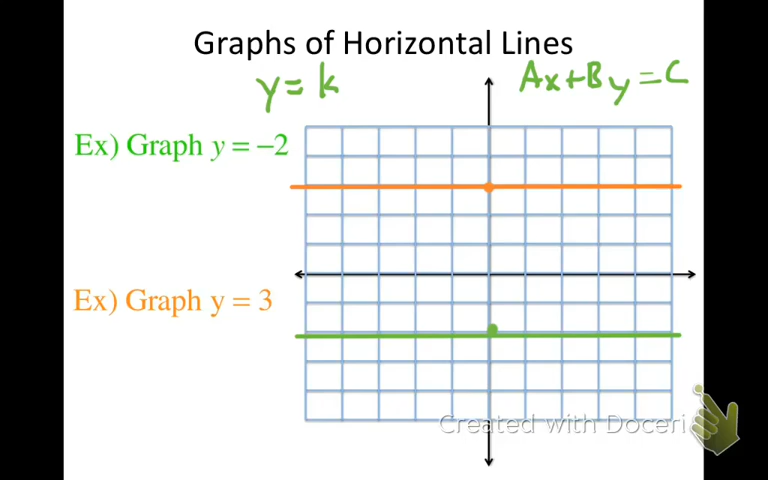 Graphs of Horizontal Lines
y = k
Ax + By = C
Ex) Graph y = –2
Ex) Graph y = 3
Created with Doceri